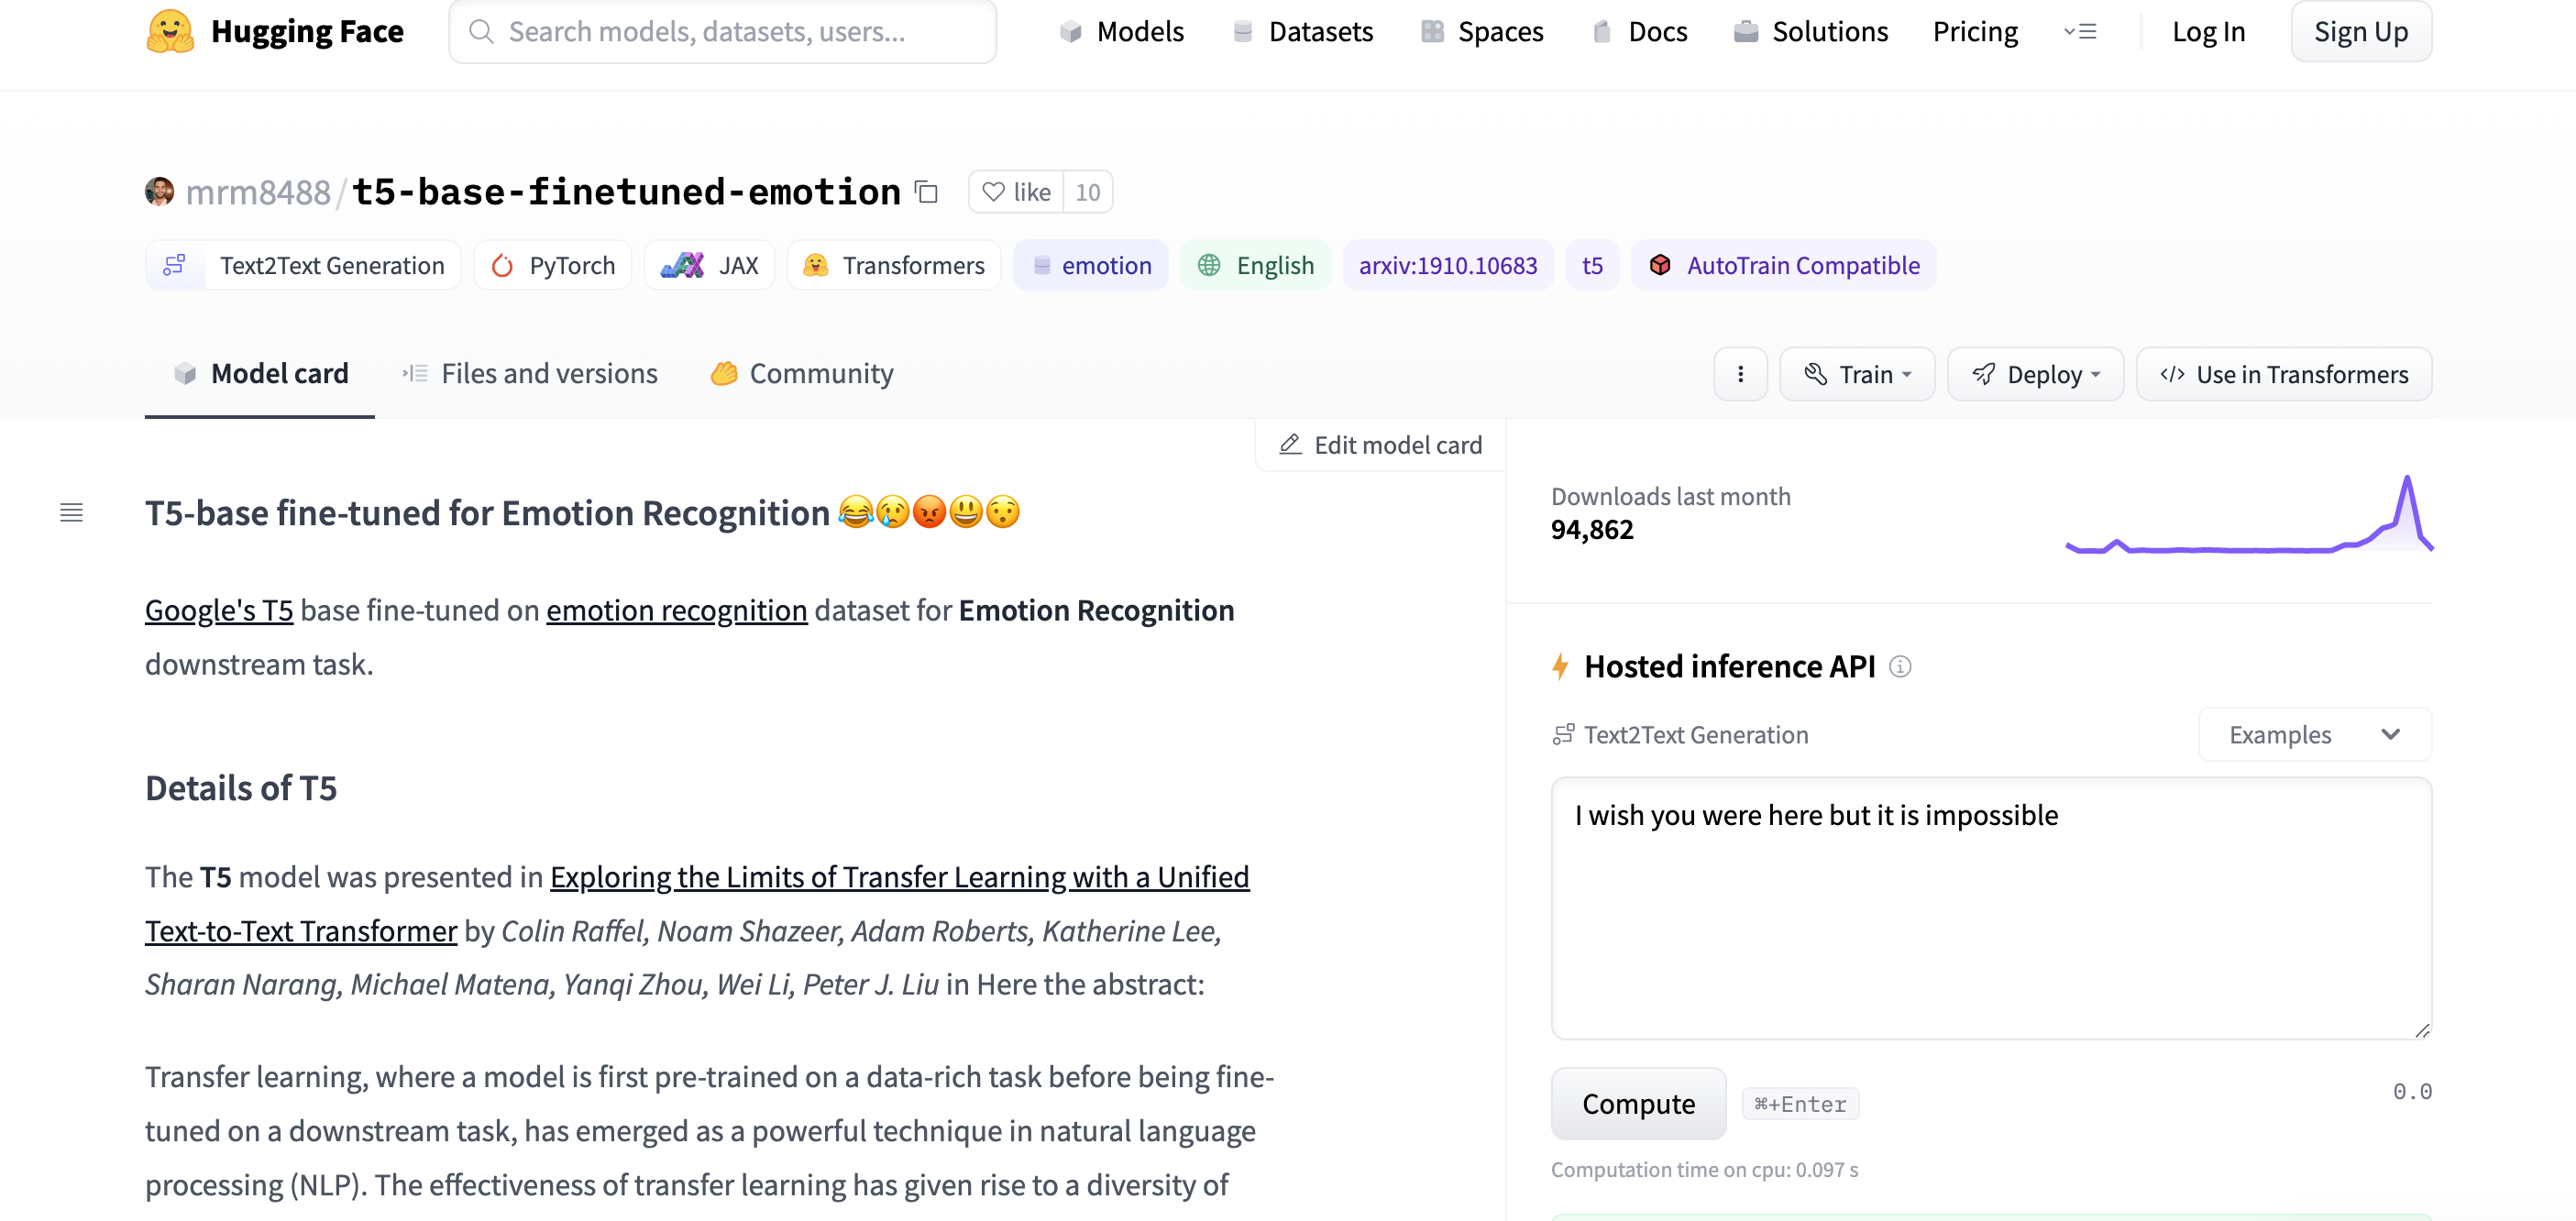 Hugging Face
Search models, datasets, users...
Models
Datasets
Spaces
Docs
Solutions
Pricing
Log In
Sign Up
mrm8488/t5-base-finetuned-emotion
like 10
Text2Text Generation
PyTorch
JAX
Transformers
emotion
English
arxiv:1910.10683
t5
AutoTrain Compatible
Model card
Files and versions
Community
Train
Deploy
</> Use in Transformers
Edit model card
T5-base fine-tuned for Emotion Recognition 😂😢😡😃😯
Google's T5 base fine-tuned on emotion recognition dataset for Emotion Recognition
downstream task.
Details of T5
The T5 model was presented in Exploring the Limits of Transfer Learning with a Unified
Text-to-Text Transformer by Colin Raffel, Noam Shazeer, Adam Roberts, Katherine Lee,
Sharan Narang, Michael Matena, Yanqi Zhou, Wei Li, Peter J. Liu in Here the abstract:
Transfer learning, where a model is first pre-trained on a data-rich task before being fine-
tuned on a downstream task, has emerged as a powerful technique in natural language
processing (NLP). The effectiveness of transfer learning has given rise to a diversity of
Downloads last month
94,862
Hosted inference API
Text2Text Generation
Examples
I wish you were here but it is impossible
Compute
⌘+Enter
0.0
Computation time on cpu: 0.097 s